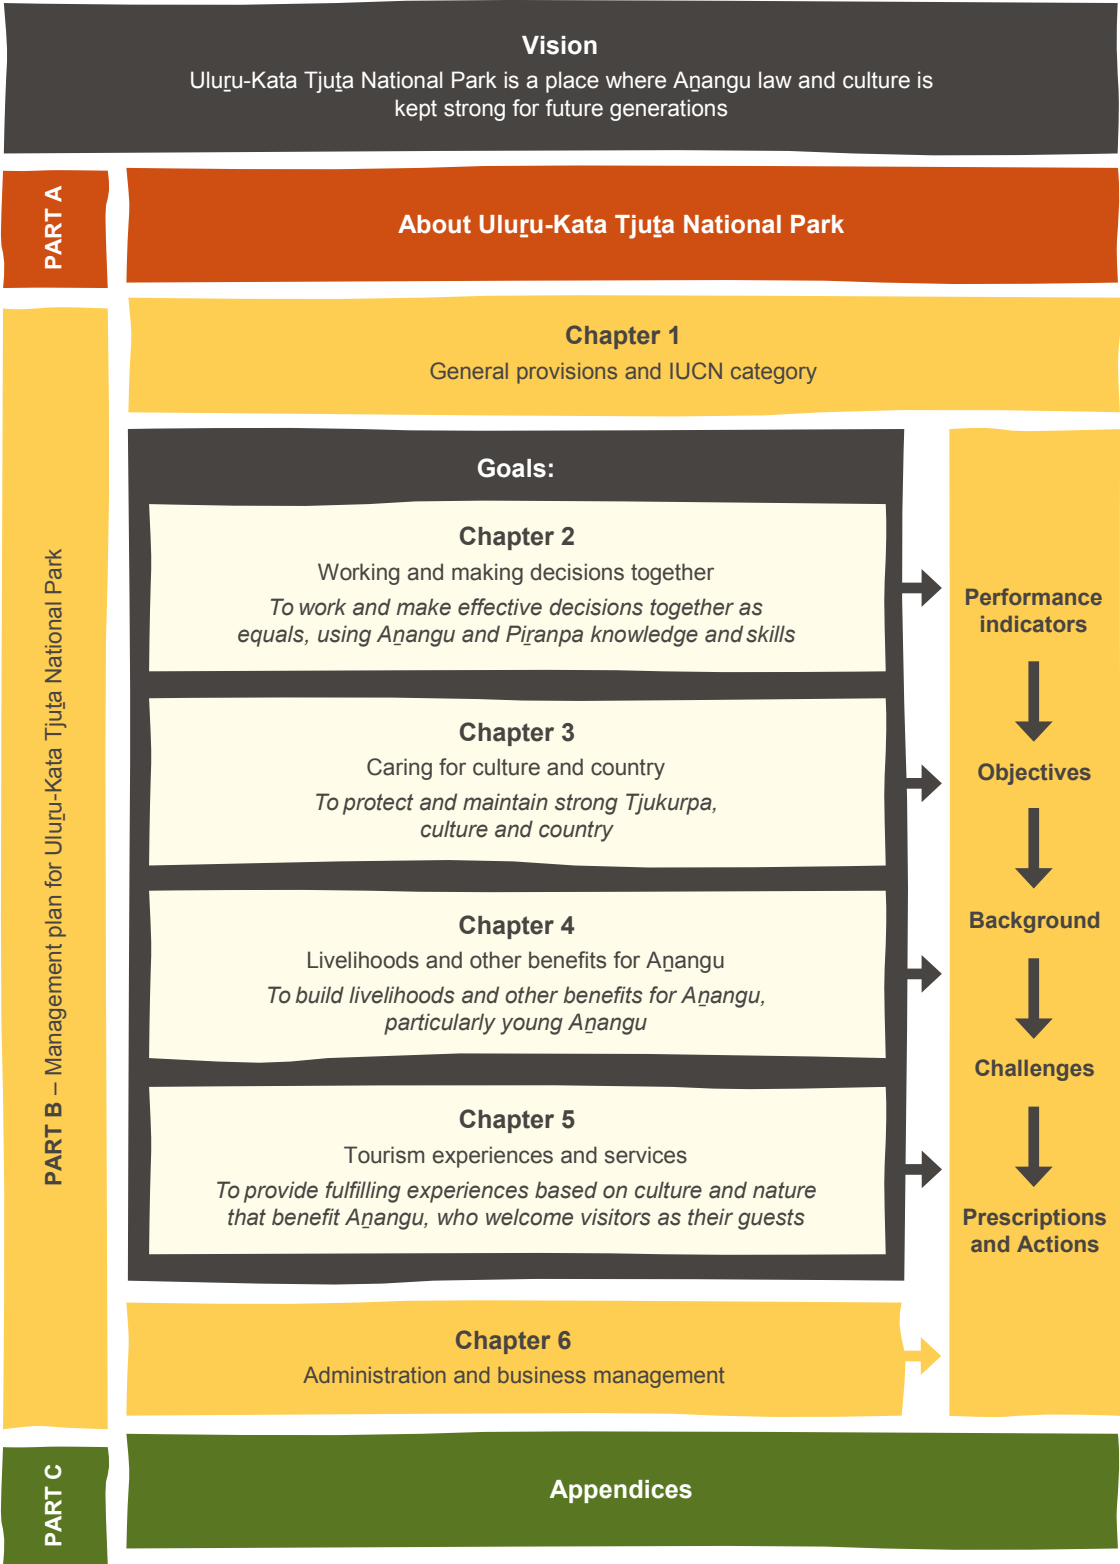 Vision
Uluṟu-Kata Tjuṯa National Park is a place where Aṉangu law and culture is
kept strong for future generations
PART A
About Uluṟu-Kata Tjuṯa National Park
PART B – Management plan for Uluṟu-Kata Tjuṯa National Park
Chapter 1
General provisions and IUCN category
Goals:
Chapter 2
Working and making decisions together
To work and make effective decisions together as
equals, using Aṉangu and Piṟanpa knowledge and skills
Chapter 3
Caring for culture and country
To protect and maintain strong Tjukurpa,
culture and country
Chapter 4
Livelihoods and other benefits for Aṉangu
To build livelihoods and other benefits for Aṉangu,
particularly young Aṉangu
Chapter 5
Tourism experiences and services
To provide fulfilling experiences based on culture and nature
that benefit Aṉangu, who welcome visitors as their guests
Performance
indicators
Objectives
Background
Challenges
Prescriptions
and Actions
Chapter 6
Administration and business management
PART C
Appendices